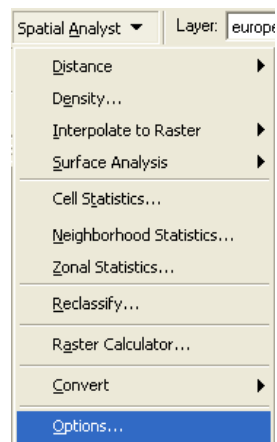 Spatial Analyst Layer: europe
Distance
Density...
Interpolate to Raster
Surface Analysis
Cell Statistics...
Neighborhood Statistics...
Zonal Statistics...
Reclassify...
Raster Calculator...
Convert
Options...